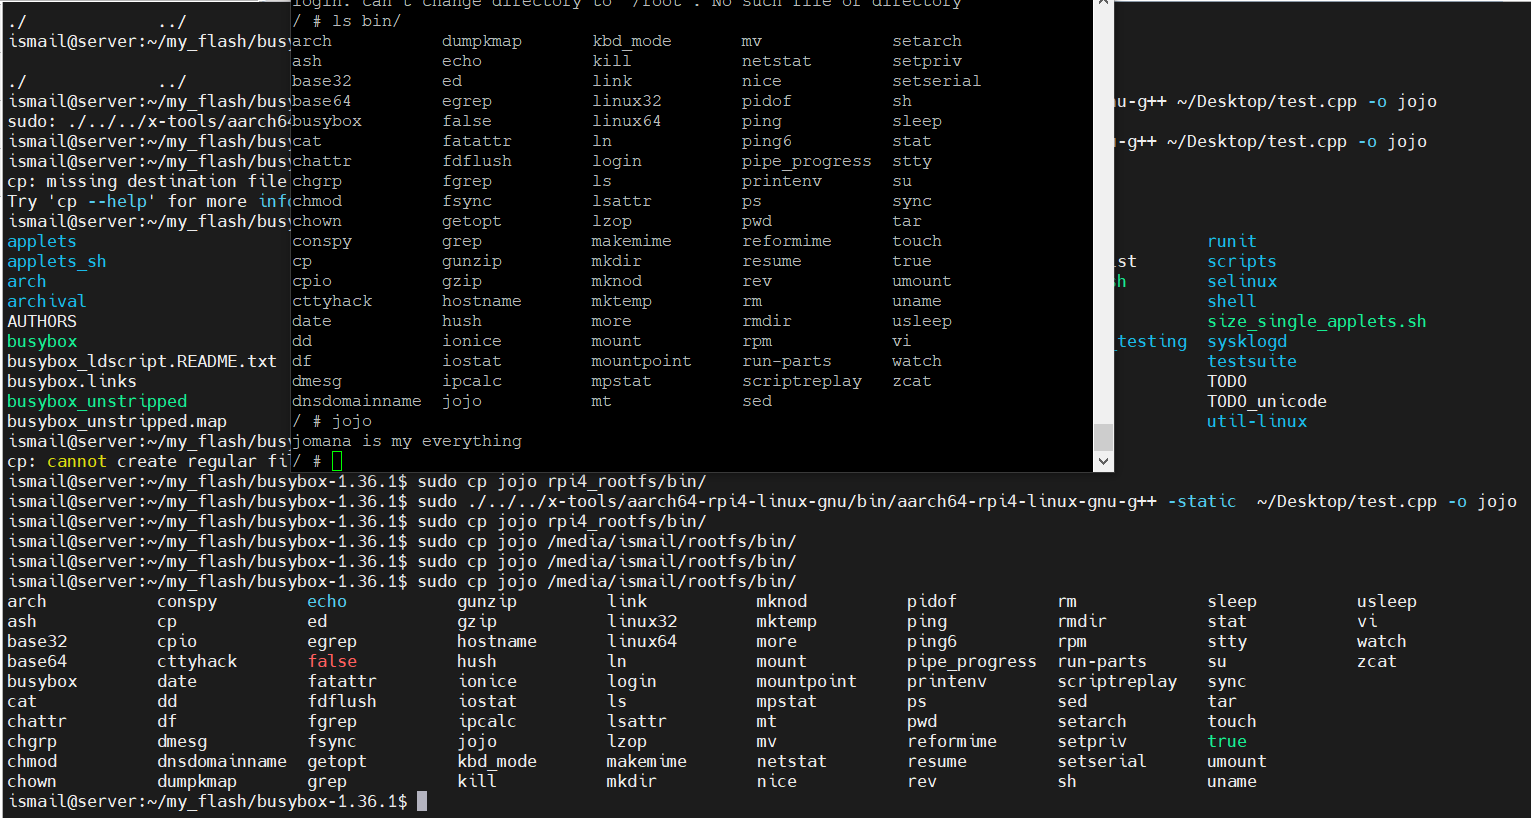 login: can't change directory to '/root': No such file or directory
/ # ls bin/
arch dumpkmap kbd_mode mv setarch
ash echo kill netstat setpriv
base32 ed link nice setserial
base64 egrep linux32 pidof sh
busybox false linux64 ping sleep
cat fatattr ln ping6 stat
chattr fdflush login pipe_progress stty
chgrp fgrep ls printenv su
chmod fsync lsattr ps sync
chown getopt lzop pwd tar
conspy grep makemime reformime touch
cp gunzip mkdir resume true
cpio gzip mknod rev umount
cttyhack hostname mktemp rm uname
date hush more rmdir usleep
dd ionice mount rpm vi
df iostat mountpoint run-parts watch
dmesg ipcalc mpstat scriptreplay zcat
dnsdomainname jojo mt sed
/ # jojo
jomana is my everything
/ #
./ ../
ismail@server:~/my_flash/busy
./ ../
ismail@server:~/my_flash/busy nu-g++ ~/Desktop/test.cpp -o jojo
sudo: ./../../x-tools/aarch64
ismail@server:~/my_flash/busy u-g++ ~/Desktop/test.cpp -o jojo
ismail@server:~/my_flash/busy
cp: missing destination file
Try 'cp --help' for more info
ismail@server:~/my_flash/busy
applets runit
applets_sh st scripts
arch sh selinux
archival shell
AUTHORS size_single_applets.sh
busybox _testing sysklogd
busybox_ldscript.README.txt testsuite
busybox.links TODO
busybox_unstripped TODO_unicode
busybox_unstripped.map util-linux
ismail@server:~/my_flash/busy
cp: cannot create regular fil
ismail@server:~/my_flash/busybox-1.36.1$ sudo cp jojo rpi4_rootfs/bin/
ismail@server:~/my_flash/busybox-1.36.1$ sudo ./../../x-tools/aarch64-rpi4-linux-gnu/bin/aarch64-rpi4-linux-gnu-g++ -static ~/Desktop/test.cpp -o jojo
ismail@server:~/my_flash/busybox-1.36.1$ sudo cp jojo rpi4_rootfs/bin/
ismail@server:~/my_flash/busybox-1.36.1$ sudo cp jojo /media/ismail/rootfs/bin/
ismail@server:~/my_flash/busybox-1.36.1$ sudo cp jojo /media/ismail/rootfs/bin/
ismail@server:~/my_flash/busybox-1.36.1$ sudo cp jojo /media/ismail/rootfs/bin/
arch conspy echo gunzip link mknod pidof rm sleep usleep
ash cp ed gzip linux32 mktemp ping rmdir stat vi
base32 cpio egrep hostname linux64 more ping6 rpm stty watch
base64 cttyhack false hush ln mount pipe_progress run-parts su zcat
busybox date fatattr ionice login mountpoint printenv scriptreplay sync
cat dd fdflush iostat ls mpstat ps sed tar
chattr df fgrep ipcalc lsattr mt pwd setarch touch
chgrp dmesg fsync jojo lzop mv reformime setpriv true
chmod dnsdomainname getopt kbd_mode makemime netstat resume setserial umount
chown dumpkmap grep kill mkdir nice rev sh uname
ismail@server:~/my_flash/busybox-1.36.1$